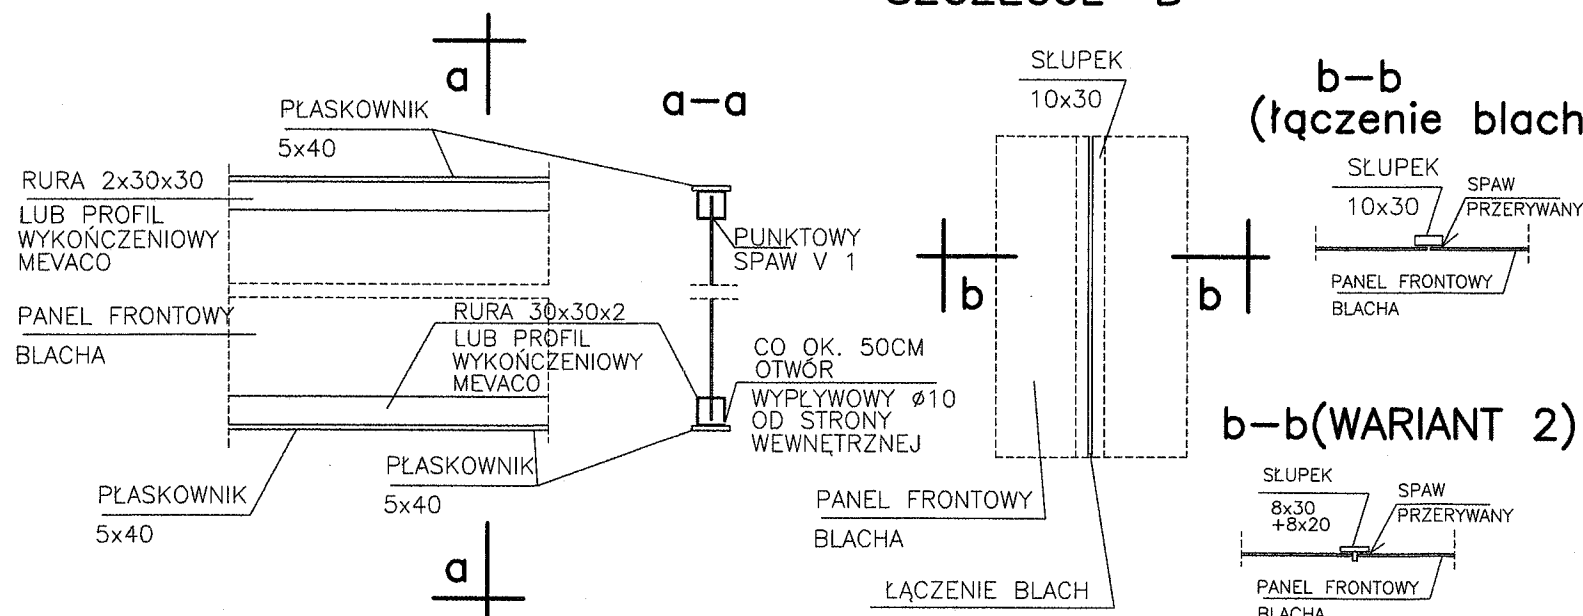 a
PŁASKOWNIK
5x40
RURA 2x30x30
LUB PROFIL
WYKOŃCZENIOWY
MEVACO
PANEL FRONTOWY
BLACHA
RURA 30x30x2
LUB PROFIL
WYKOŃCZENIOWY
MEVACO
PŁASKOWNIK
5x40
PŁASKOWNIK
5x40
a
a-a
PUNKTOWY
SPAW V 1
CO OK. 50CM
OTWÓR
WYPŁYWOWY ø10
OD STRONY
WEWNĘTRZNEJ
SŁUPEK
10x30
b
b
PANEL FRONTOWY
BLACHA
ŁĄCZENIE BLACH
b-b
(łączenie blach
SŁUPEK
10x30
SPAW
PRZERYWANY
PANEL FRONTOWY
BLACHA
b-b(WARIANT 2)
SŁUPEK
8x30
+8x20
SPAW
PRZERYWANY
PANEL FRONTOWY
BLACHA